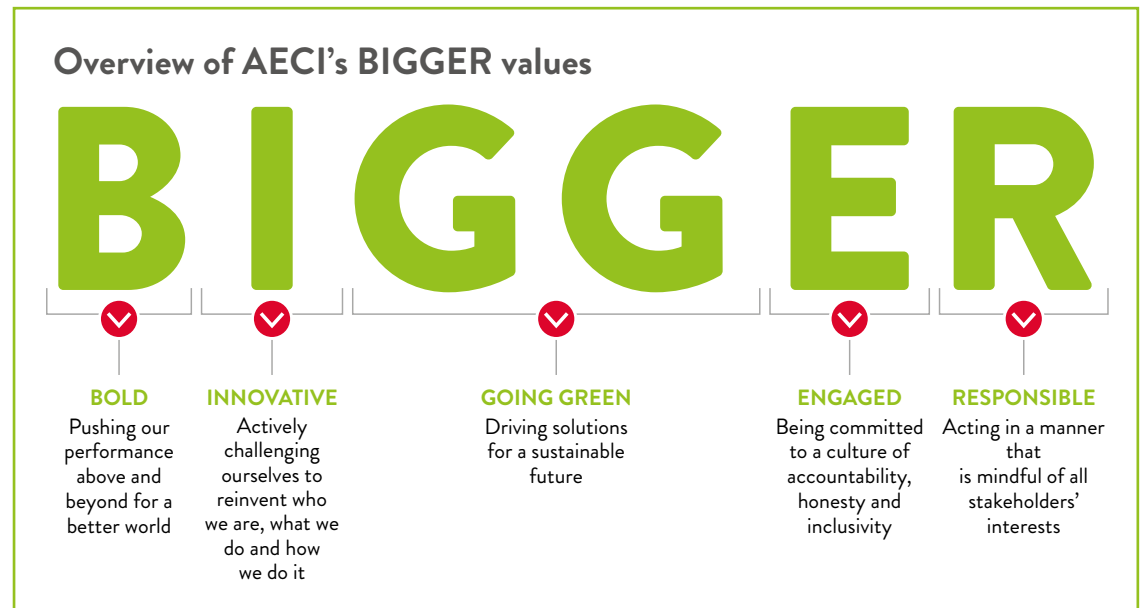 Overview of AECI’s BIGGER values
BIGGER
BOLD
Pushing our
performance
above and
beyond for a
better world
INNOVATIVE
Actively
challenging
ourselves to
reinvent who
we are, what we
do and how
we do it
GOING GREEN
Driving solutions
for a sustainable
future
ENGAGED
Being committed
to a culture of
accountability,
honesty and
inclusivity
RESPONSIBLE
Acting in a manner
that
is mindful of all
stakeholders’
interests